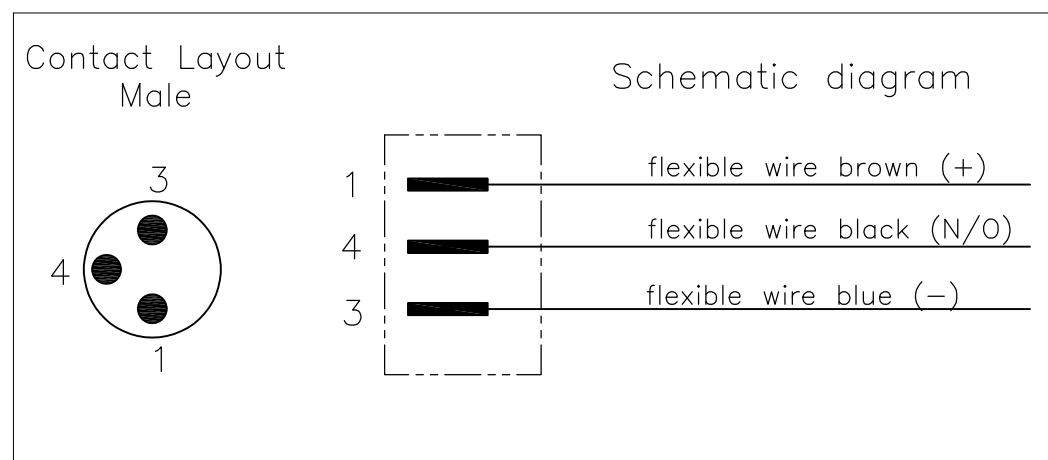 Contact Layout
Male
Schematic diagram
3
4
1
1 flexible wire brown (+)
4 flexible wire black (N/O)
3 flexible wire blue (−)